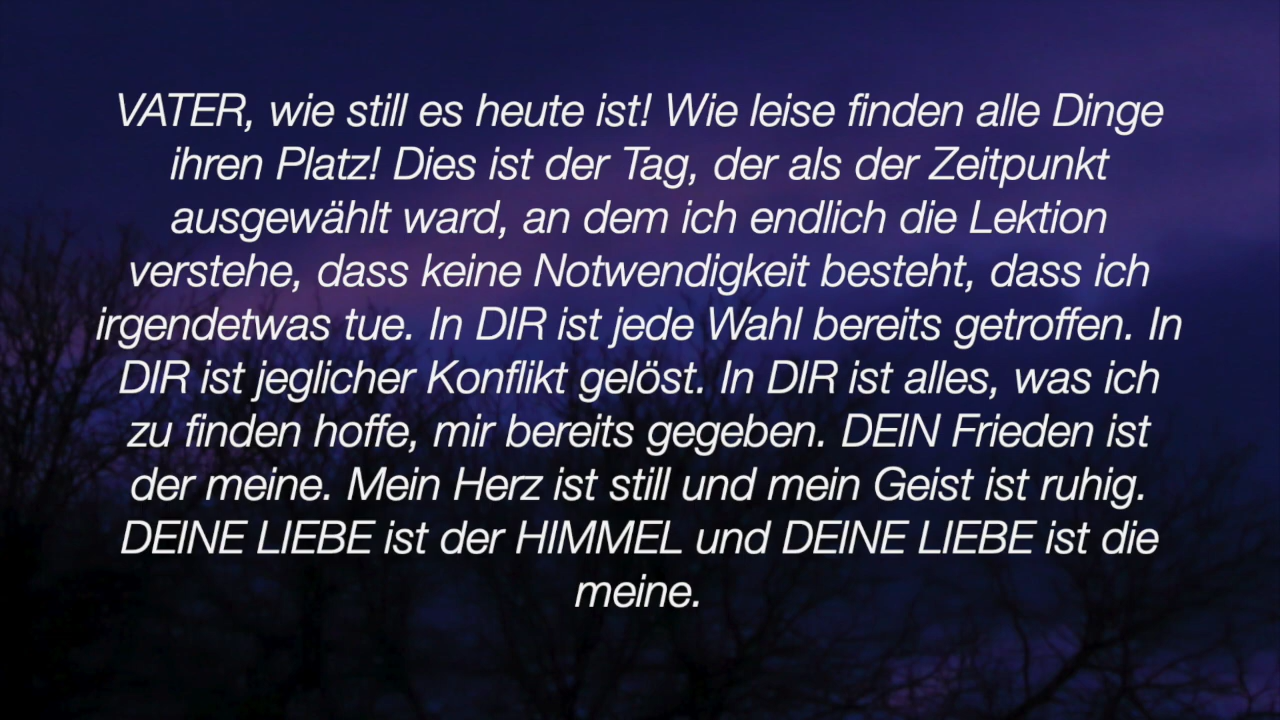 VATER, wie still es heute ist! Wie leise finden alle Dinge
ihren Platz! Dies ist der Tag, der als der Zeitpunkt
ausgewählt ward, an dem ich endlich die Lektion
verstehe, dass keine Notwendigkeit besteht, dass ich
irgendetwas tue. In DIR ist jede Wahl bereits getroffen. In
DIR ist jeglicher Konflikt gelöst. In DIR ist alles, was ich
zu finden hoffe, mir bereits gegeben. DEIN Frieden ist
der meine. Mein Herz ist still und mein Geist ist ruhig.
DEINE LIEBE ist der HIMMEL und DEINE LIEBE ist die
meine.